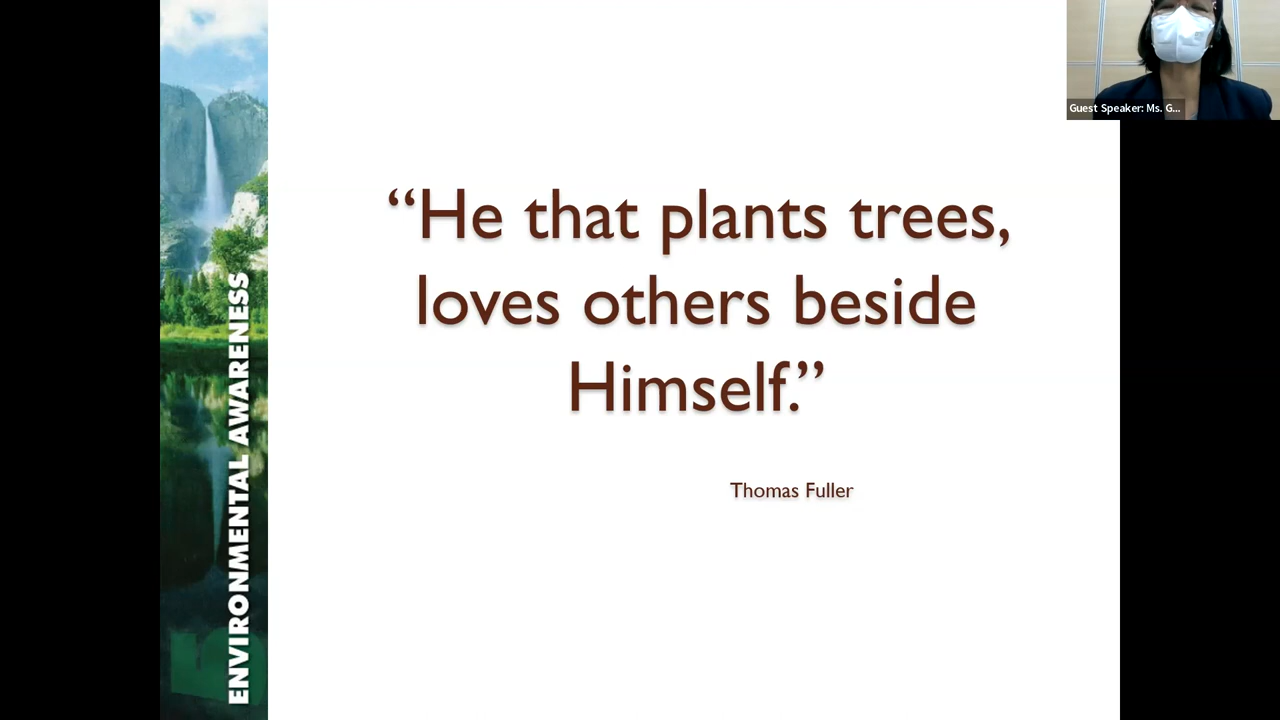 Guest Speaker: Ms. G...
“He that plants trees,
loves others beside
Himself.”
Thomas Fuller
ENVIRONMENTAL AWARENESS